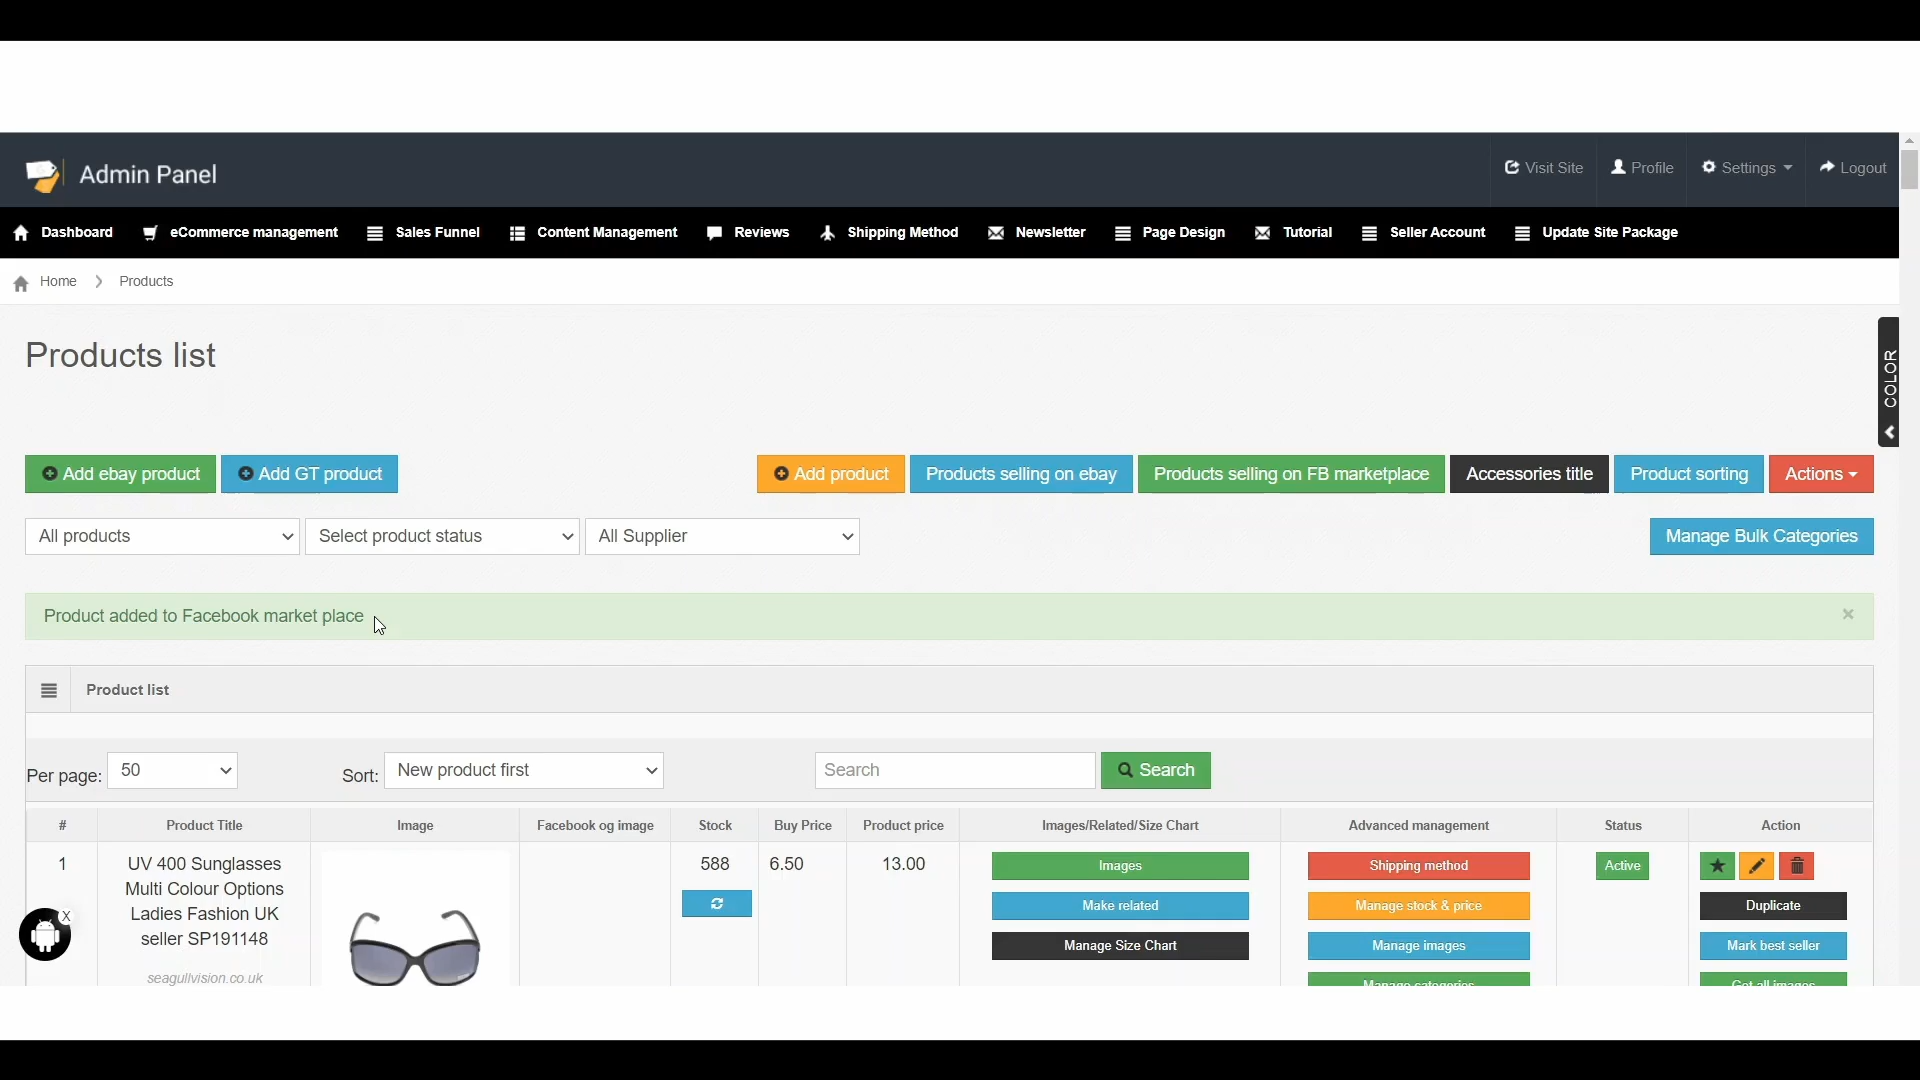 Admin Panel
Visit Site
Profile
Settings
Logout
Dashboard
eCommerce management
Sales Funnel
Content Management
Reviews
Shipping Method
Newsletter
Page Design
Tutorial
Seller Account
Update Site Package
Home
Products
COLOR
Products list
Add ebay product
Add GT product
Add product
Products selling on ebay
Products selling on FB marketplace
Accessories title
Product sorting
Actions
All products
Select product status
All Supplier
Manage Bulk Categories
Product added to Facebook market place
×
Product list
Per page: 50
Sort: New product first
Search
Search
# Product Title Image Facebook og image Stock Buy Price Product price Images/Related/Size Chart Advanced management Status Action
1
UV 400 Sunglasses
Multi Colour Options
Ladies Fashion UK
seller SP191148
seagullvision.co.uk
588
6.50
13.00
Images
Make related
Manage Size Chart
Shipping method
Manage stock & price
Manage images
Manage categories
Active
Duplicate
Mark best seller
Get all images
X